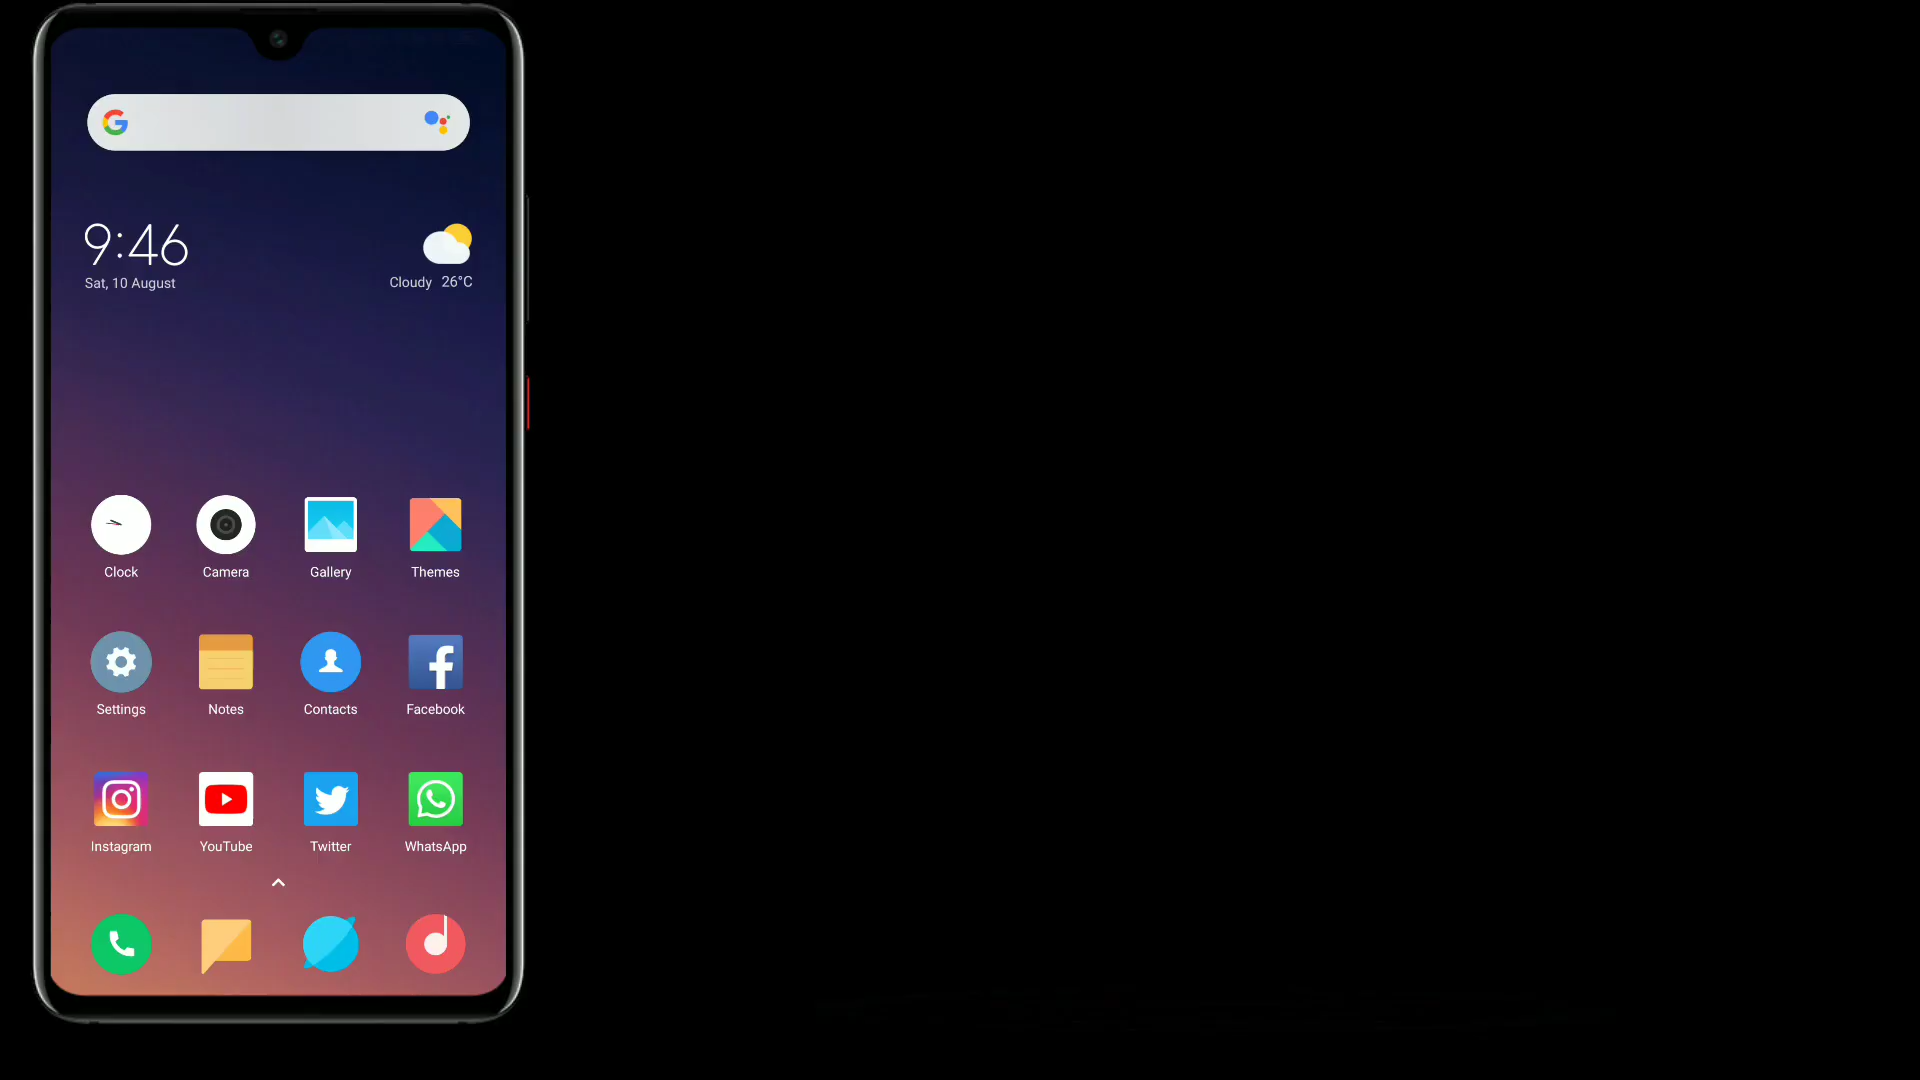 9:46
Sat, 10 August
Cloudy 26°C
Clock Camera Gallery Themes
Settings Notes Contacts Facebook
Instagram YouTube Twitter WhatsApp